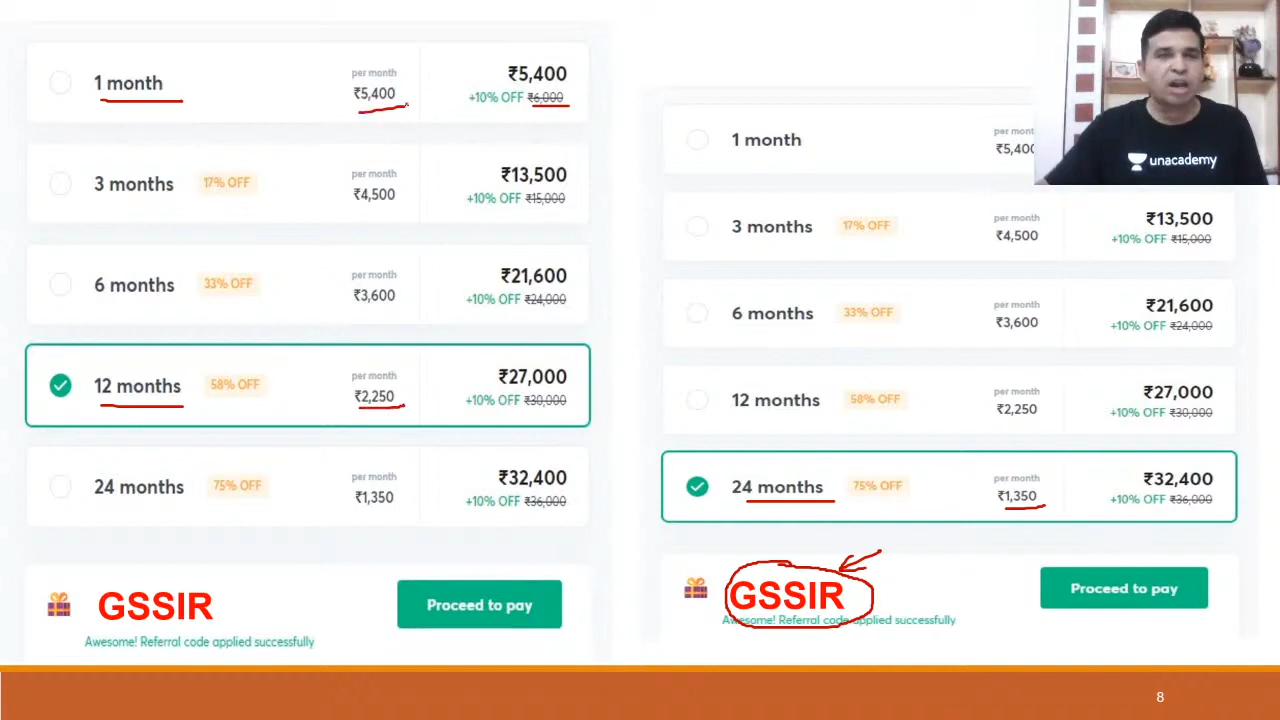 1 month
per month
₹5,400
₹5,400
+10% OFF ₹6,000
3 months
17% OFF
per month
₹4,500
₹13,500
+10% OFF ₹15,000
6 months
33% OFF
per month
₹3,600
₹21,600
+10% OFF ₹24,000
12 months
58% OFF
per month
₹2,250
₹27,000
+10% OFF ₹30,000
24 months
75% OFF
per month
₹1,350
₹32,400
+10% OFF ₹36,000
GSSIR
Proceed to pay
Awesome! Referral code applied successfully
1 month
per mont
₹5,400
3 months
17% OFF
per month
₹4,500
₹13,500
+10% OFF ₹15,000
6 months
33% OFF
per month
₹3,600
₹21,600
+10% OFF ₹24,000
12 months
58% OFF
per month
₹2,250
₹27,000
+10% OFF ₹30,000
24 months
75% OFF
per month
₹1,350
₹32,400
+10% OFF ₹36,000
GSSIR
Proceed to pay
Awesome! Referral code applied successfully
unacademy
8